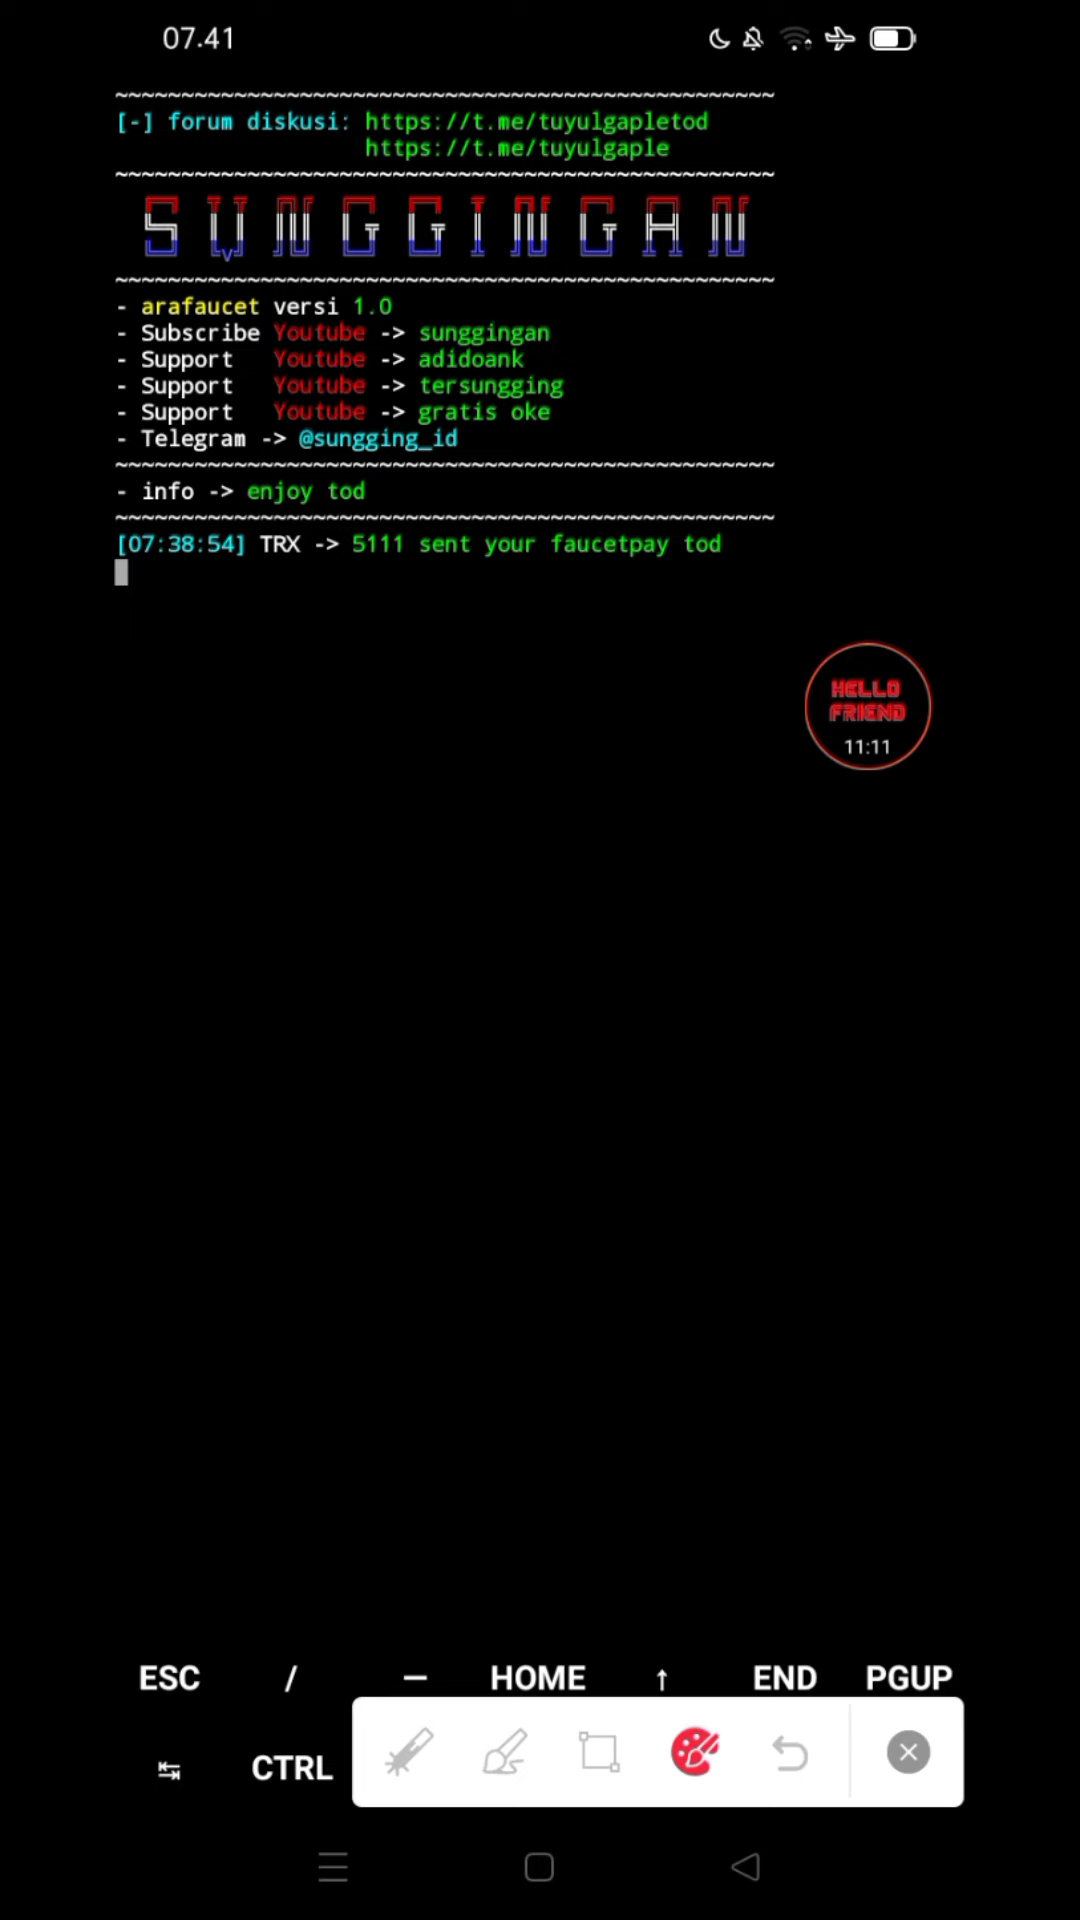 07.41
~~~~~~~~~~~~~~~~~~~~~~~~~~~~~~~~~~~~~~~~~~~~~~~~~~
[-] forum diskusi: https://t.me/tuyulgapletod
https://t.me/tuyulgaple
~~~~~~~~~~~~~~~~~~~~~~~~~~~~~~~~~~~~~~~~~~~~~~~~~~
SUNGGINGAN
~~~~~~~~~~~~~~~~~~~~~~~~~~~~~~~~~~~~~~~~~~~~~~~~~~
- arafaucet versi 1.0
- Subscribe Youtube -> sunggingan
- Support Youtube -> adidoank
- Support Youtube -> tersungging
- Support Youtube -> gratis oke
- Telegram -> @sungging_id
~~~~~~~~~~~~~~~~~~~~~~~~~~~~~~~~~~~~~~~~~~~~~~~~~~
- info -> enjoy tod
~~~~~~~~~~~~~~~~~~~~~~~~~~~~~~~~~~~~~~~~~~~~~~~~~~
[07:38:54] TRX -> 5111 sent your faucetpay tod
HELLO
FRIEND
11:11
ESC / — HOME ↑ END PGUP
↹ CTRL